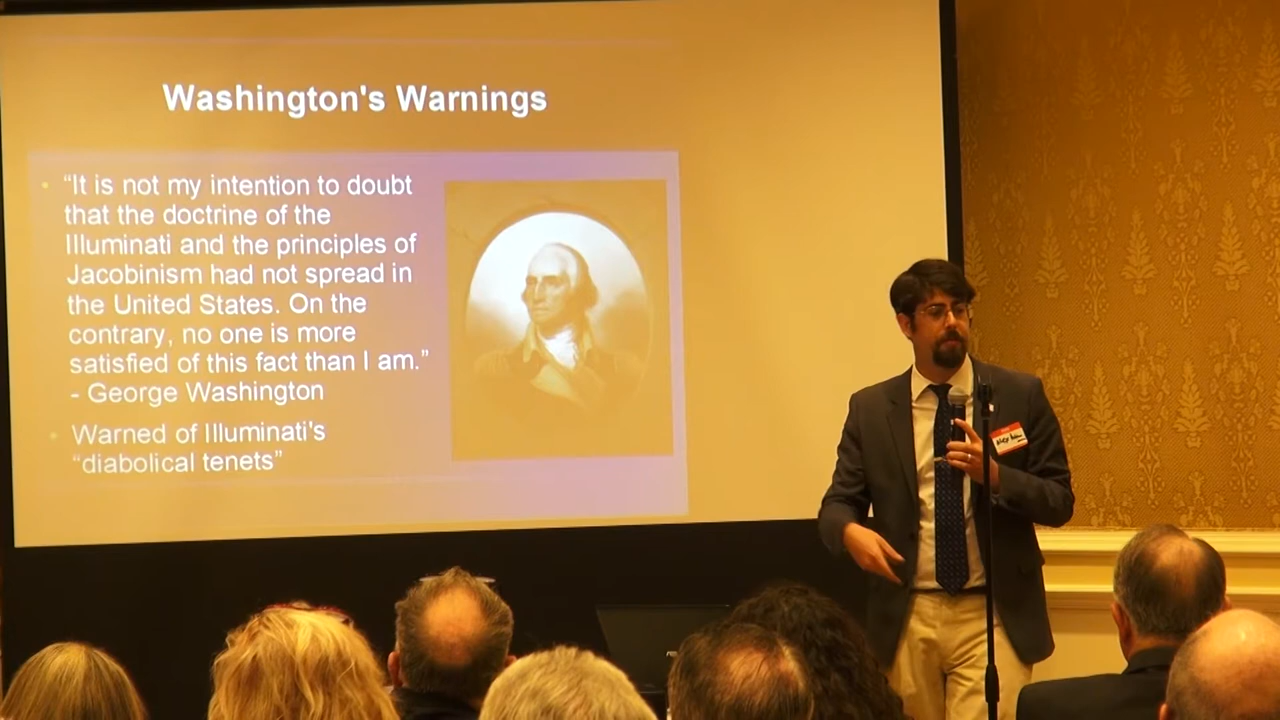 Washington's Warnings
• “It is not my intention to doubt
that the doctrine of the
Illuminati and the principles of
Jacobinism had not spread in
the United States. On the
contrary, no one is more
satisfied of this fact than I am.”
- George Washington
• Warned of Illuminati's
“diabolical tenets”